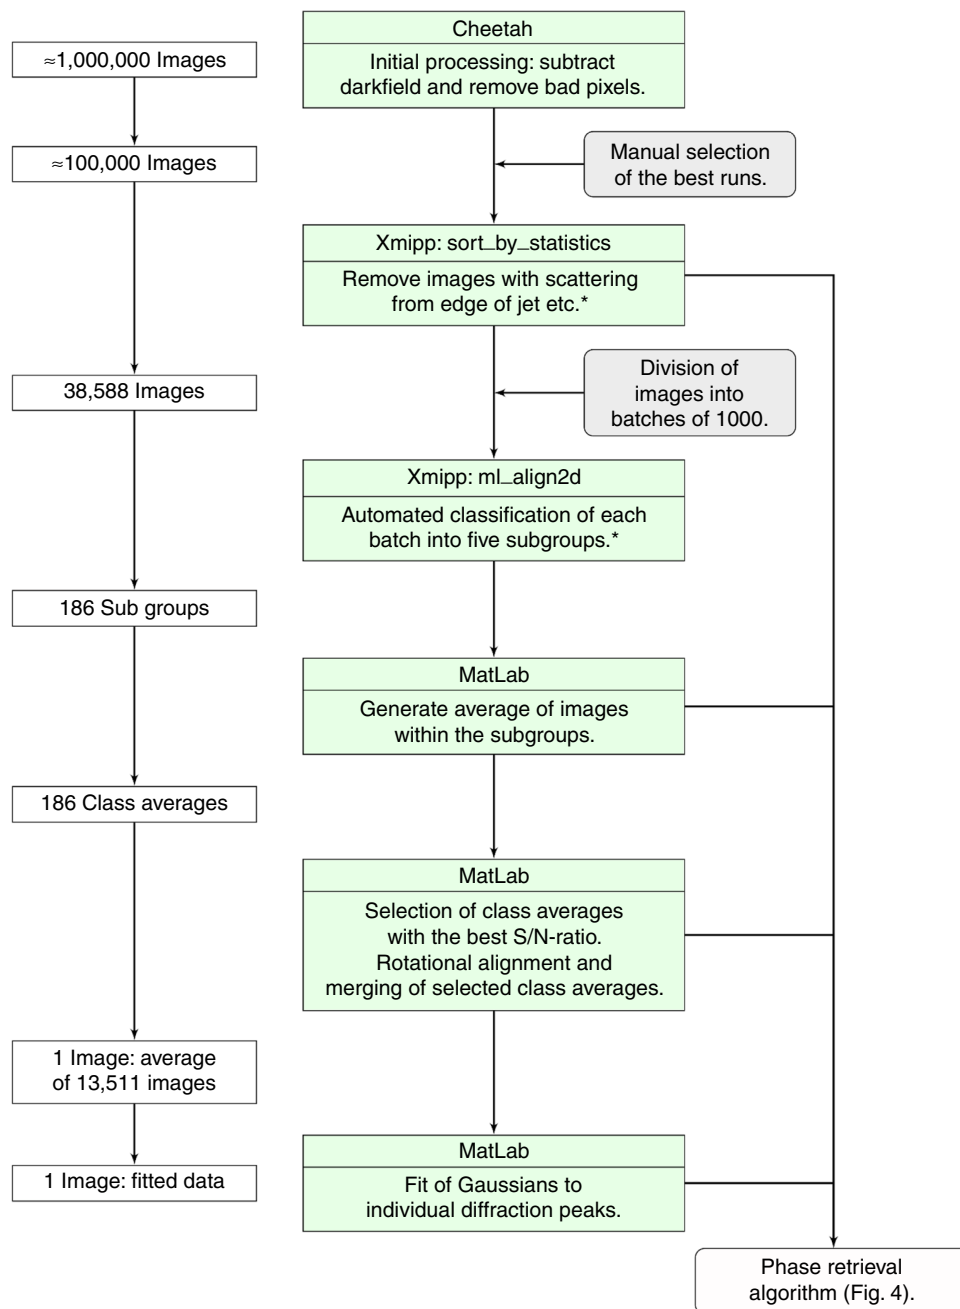 ≈1,000,000 Images
≈100,000 Images
38,588 Images
186 Sub groups
186 Class averages
1 Image: average
of 13,511 images
1 Image: fitted data
Cheetah
Initial processing: subtract
darkfield and remove bad pixels.
Manual selection
of the best runs.
Xmipp: sort_by_statistics
Remove images with scattering
from edge of jet etc.*
Division of
images into
batches of 1000.
Xmipp: ml_align2d
Automated classification of each
batch into five subgroups.*
MatLab
Generate average of images
within the subgroups.
MatLab
Selection of class averages
with the best S/N-ratio.
Rotational alignment and
merging of selected class averages.
MatLab
Fit of Gaussians to
individual diffraction peaks.
Phase retrieval
algorithm (Fig. 4).